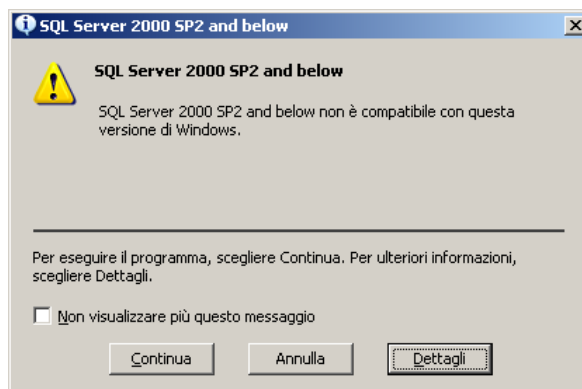 SQL Server 2000 SP2 and below
SQL Server 2000 SP2 and below
SQL Server 2000 SP2 and below non è compatibile con questa
versione di Windows.
Per eseguire il programma, scegliere Continua. Per ulteriori informazioni,
scegliere Dettagli.
Non visualizzare più questo messaggio
Continua
Annulla
Dettagli